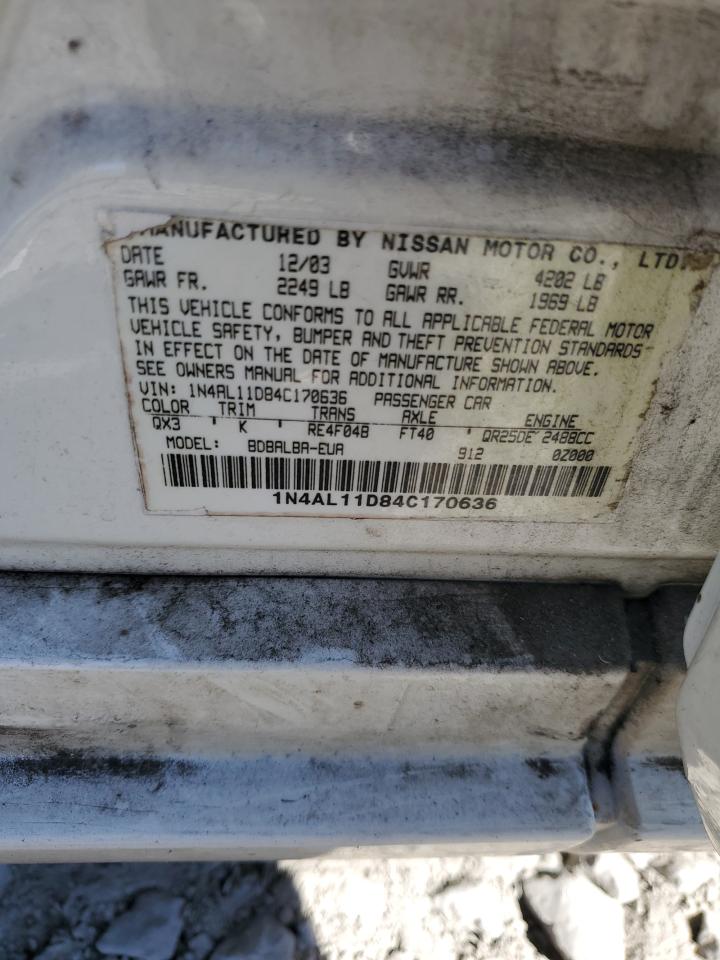 MANUFACTURED BY NISSAN MOTOR CO., LTD.
DATE 12/03 GVWR 4202 LB
GAWR FR. 2249 LB GAWR RR. 1969 LB
THIS VEHICLE CONFORMS TO ALL APPLICABLE FEDERAL MOTOR
VEHICLE SAFETY, BUMPER AND THEFT PREVENTION STANDARDS
IN EFFECT ON THE DATE OF MANUFACTURE SHOWN ABOVE.
SEE OWNERS MANUAL FOR ADDITIONAL INFORMATION.
VIN: 1N4AL11D84C170636 PASSENGER CAR
COLOR TRIM TRANS AXLE ENGINE
QX3 K RE4F04B FT40 QR25DE 2488CC
MODEL: BDBALBA-EUA 912 0Z000
1N4AL11D84C170636